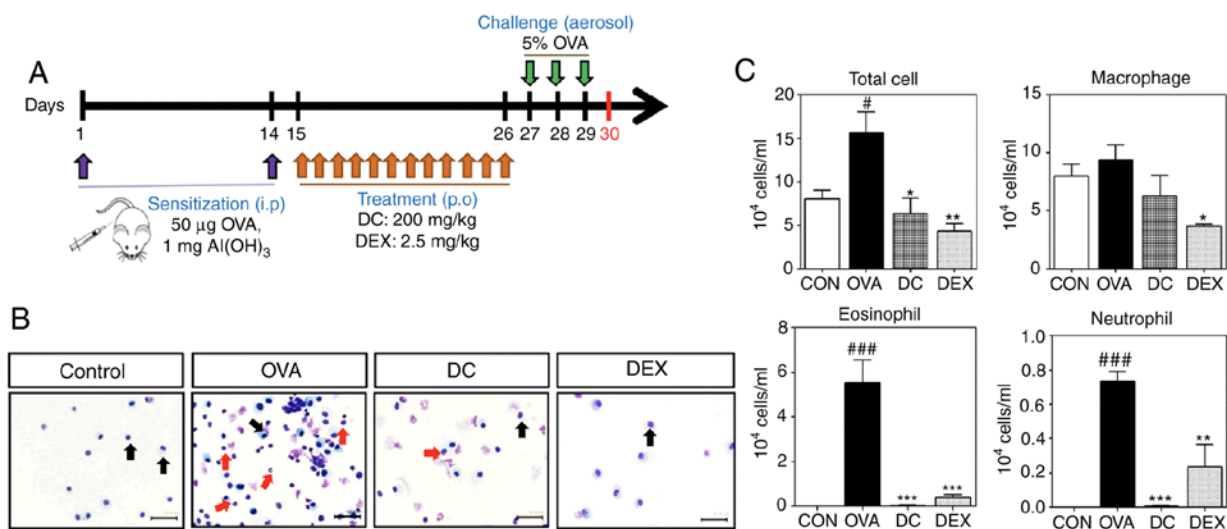 A
Challenge (aerosol)
5% OVA
Days
1
14
15
26
27
28
29
30
Sensitization (i.p)
50 µg OVA,
1 mg Al(OH)3
Treatment (p.o)
DC: 200 mg/kg
DEX: 2.5 mg/kg
B
Control
OVA
DC
DEX
C
Total cell
10⁴ cells/ml
20
15
10
5
0
#
*
**
CON OVA DC DEX
Macrophage
10⁴ cells/ml
15
10
5
0
*
CON OVA DC DEX
Eosinophil
10⁴ cells/ml
8
6
4
2
0
###
***
***
CON OVA DC DEX
Neutrophil
10⁴ cells/ml
1.0
0.8
0.6
0.4
0.2
0.0
###
***
**
CON OVA DC DEX